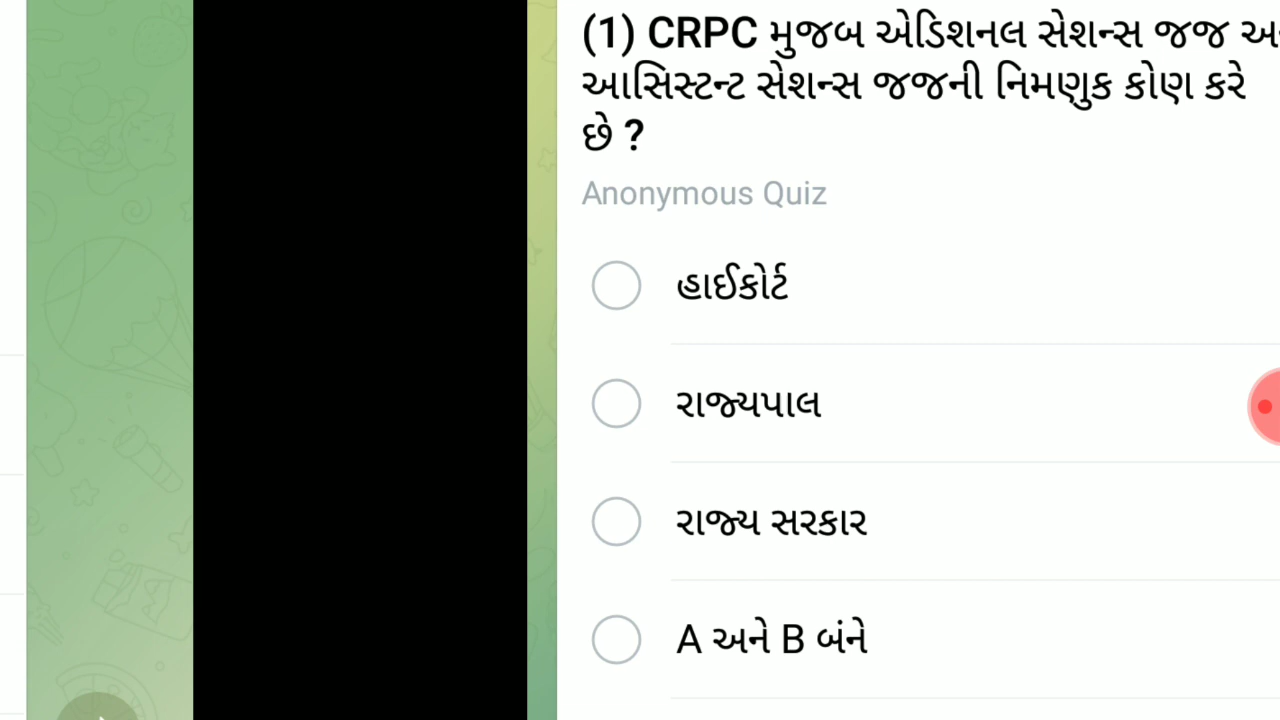 (1) CRPC મુજબ એડિશનલ સેશન્સ જજ
આસિસ્ટન્ટ સેશન્સ જજની નિમણુક કોણ કરે
છે ?
Anonymous Quiz
હાઈકોર્ટ
રાજ્યપાલ
રાજ્ય સરકાર
A અને B બંને